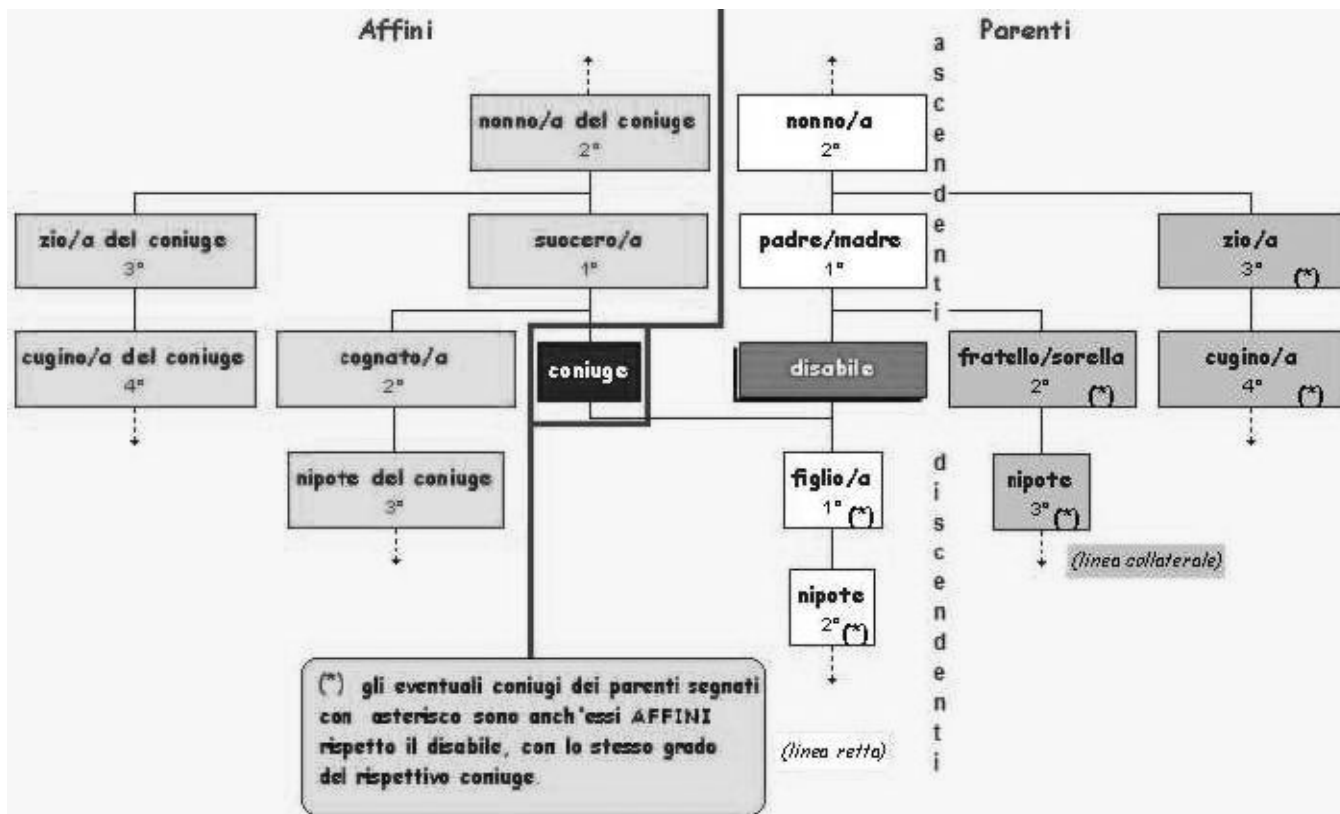 Affini
Parenti
ascendenti
nonno/a del coniuge
2°
nonno/a
2°
zio/a del coniuge
3°
suocero/a
1°
padre/madre
1°
zio/a
3° (*)
cugino/a del coniuge
4°
cognato/a
2°
coniuge
disabile
fratello/sorella
2° (*)
cugino/a
4° (*)
nipote del coniuge
3°
figlio/a
1° (*)
discendenti
nipote
3° (*)
(linea collaterale)
nipote
2° (*)
(*) gli eventuali coniugi dei parenti segnati
con asterisco sono anch'essi AFFINI
rispetto il disabile, con lo stesso grado
del rispettivo coniuge.
(linea retta)